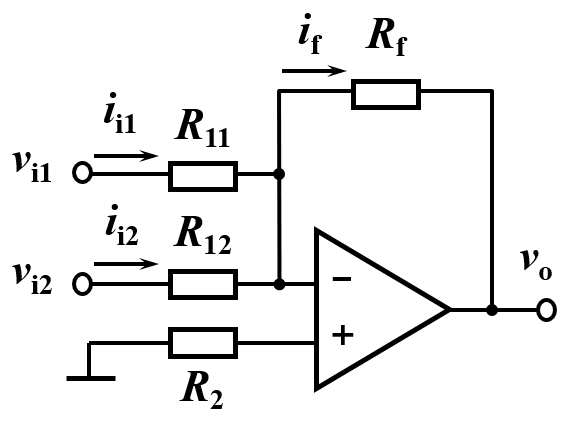 i_f R_f
i_i1 R_11
v_i1
i_i2 R_12
v_i2 − v_o
+
R_2